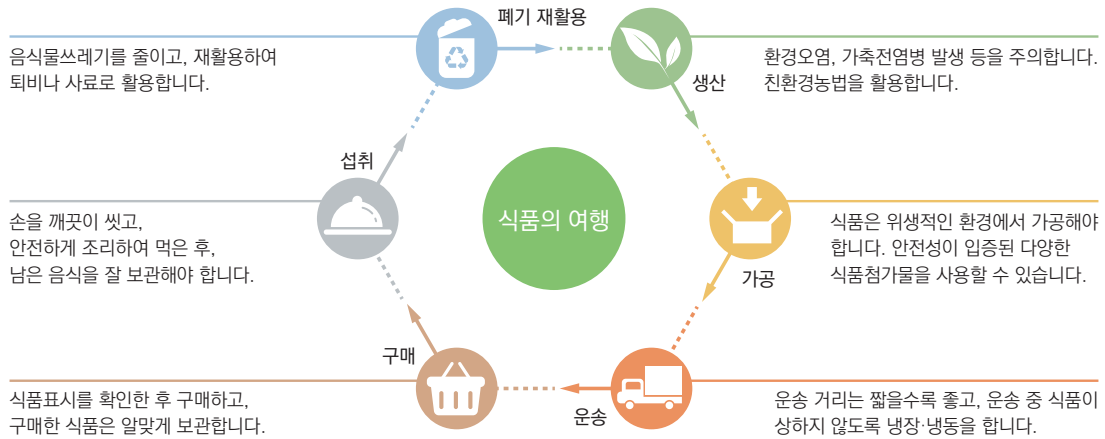 폐기 재활용
음식물쓰레기를 줄이고, 재활용하여
퇴비나 사료로 활용합니다.
생산
환경오염, 가축전염병 발생 등을 주의합니다.
친환경농법을 활용합니다.
섭취
손을 깨끗이 씻고,
안전하게 조리하여 먹은 후,
남은 음식을 잘 보관해야 합니다.
식품의 여행
가공
식품은 위생적인 환경에서 가공해야
합니다. 안전성이 입증된 다양한
식품첨가물을 사용할 수 있습니다.
구매
식품표시를 확인한 후 구매하고,
구매한 식품은 알맞게 보관합니다.
운송
운송 거리는 짧을수록 좋고, 운송 중 식품이
상하지 않도록 냉장·냉동을 합니다.